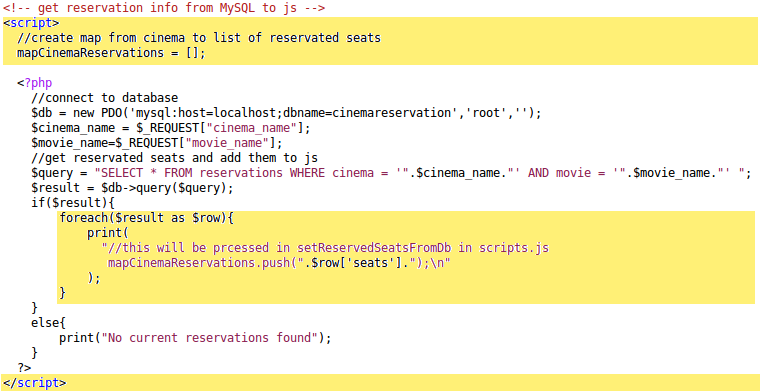 <!-- get reservation info from MySQL to js -->
<script>
  //create map from cinema to list of reservated seats
  mapCinemaReservations = [];

  <?php
    //connect to database
    $db = new PDO('mysql:host=localhost;dbname=cinemareservation','root','');
    $cinema_name = $_REQUEST["cinema_name"];
    $movie_name=$_REQUEST["movie_name"];
    //get reservated seats and add them to js
    $query = "SELECT * FROM reservations WHERE cinema = '".$cinema_name."' AND movie = '".$movie_name."' ";
    $result = $db->query($query);
    if($result){
        foreach($result as $row){
            print(
              "//this will be prcessed in setReservedSeatsFromDb in scripts.js
               mapCinemaReservations.push(".$row['seats'].");\n"
            );
        }
    }
    else{
        print("No current reservations found");
    }
  ?>
</script>